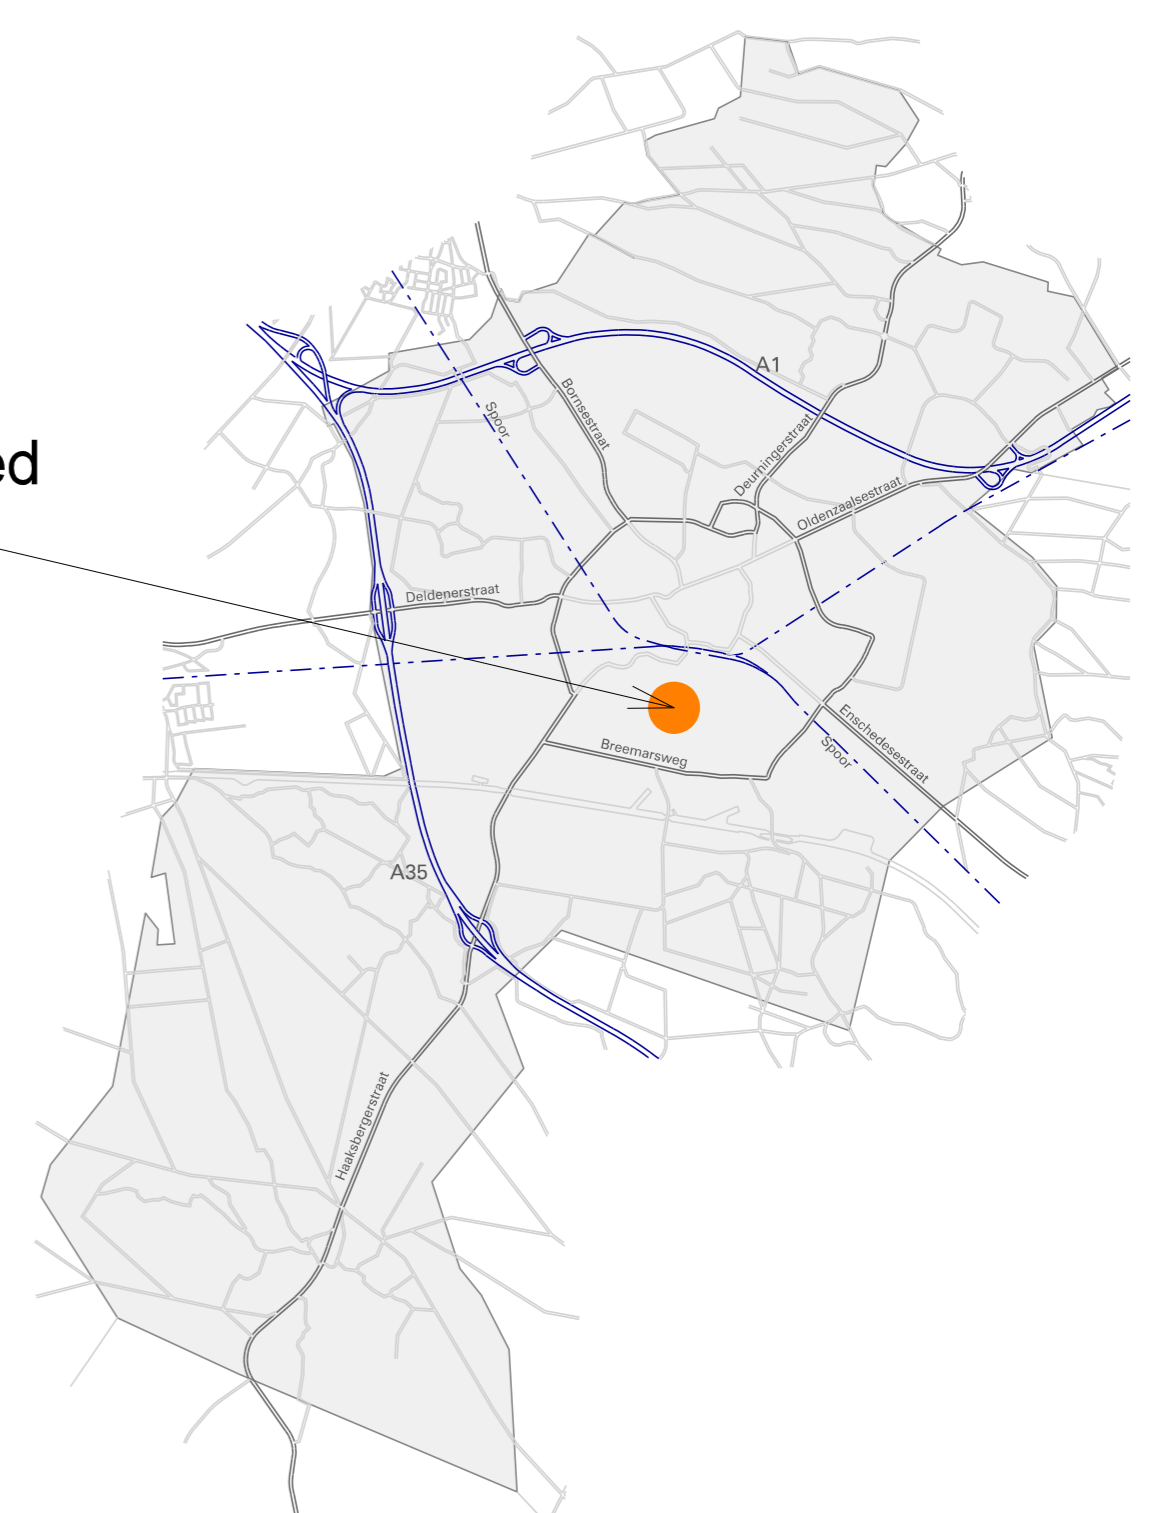 A1
Bornsestraat
Spoor
Deurningerstraat
ed
Oldenzaalsestraat
Deldenerstraat
Enschedesestraat
Spoor
Breemarsweg
A35
Haaksbergerstraat